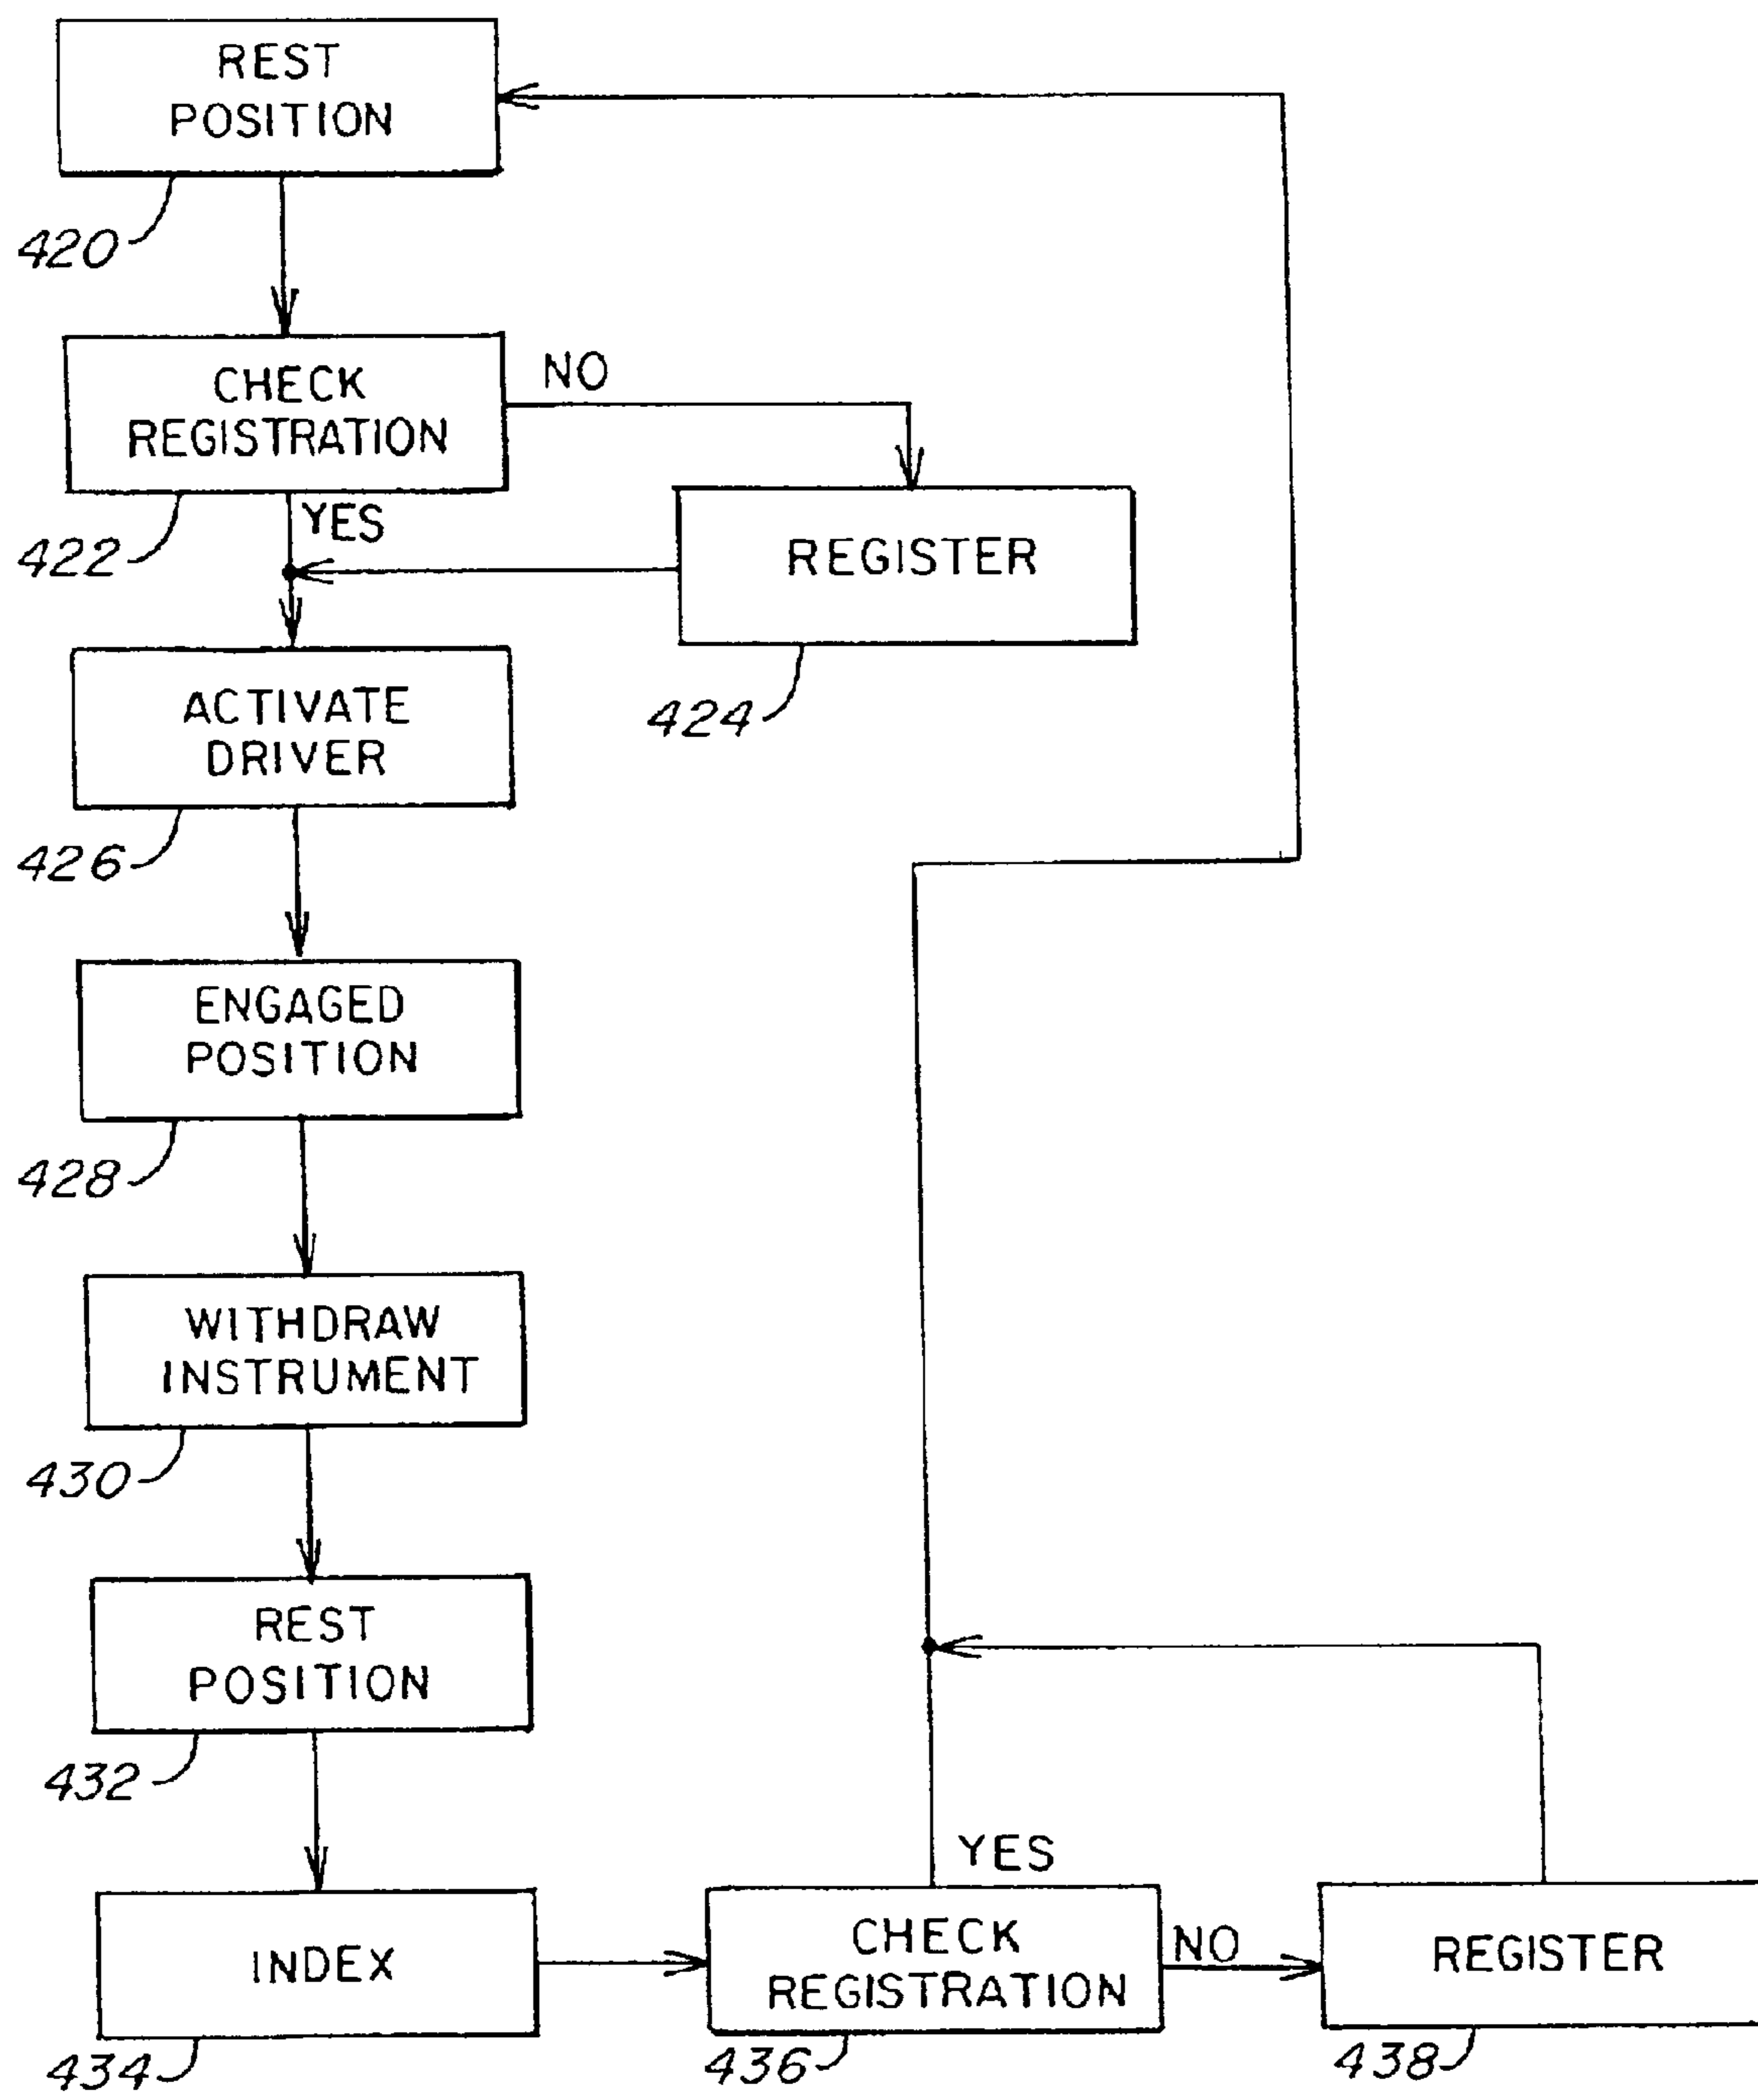 REST
POSITION
420
CHECK
REGISTRATION
NO
422
YES
REGISTER
424
ACTIVATE
DRIVER
426
ENGAGED
POSITION
428
WITHDRAW
INSTRUMENT
430
REST
POSITION
432
INDEX
434
YES
CHECK
REGISTRATION
436
NO
REGISTER
438